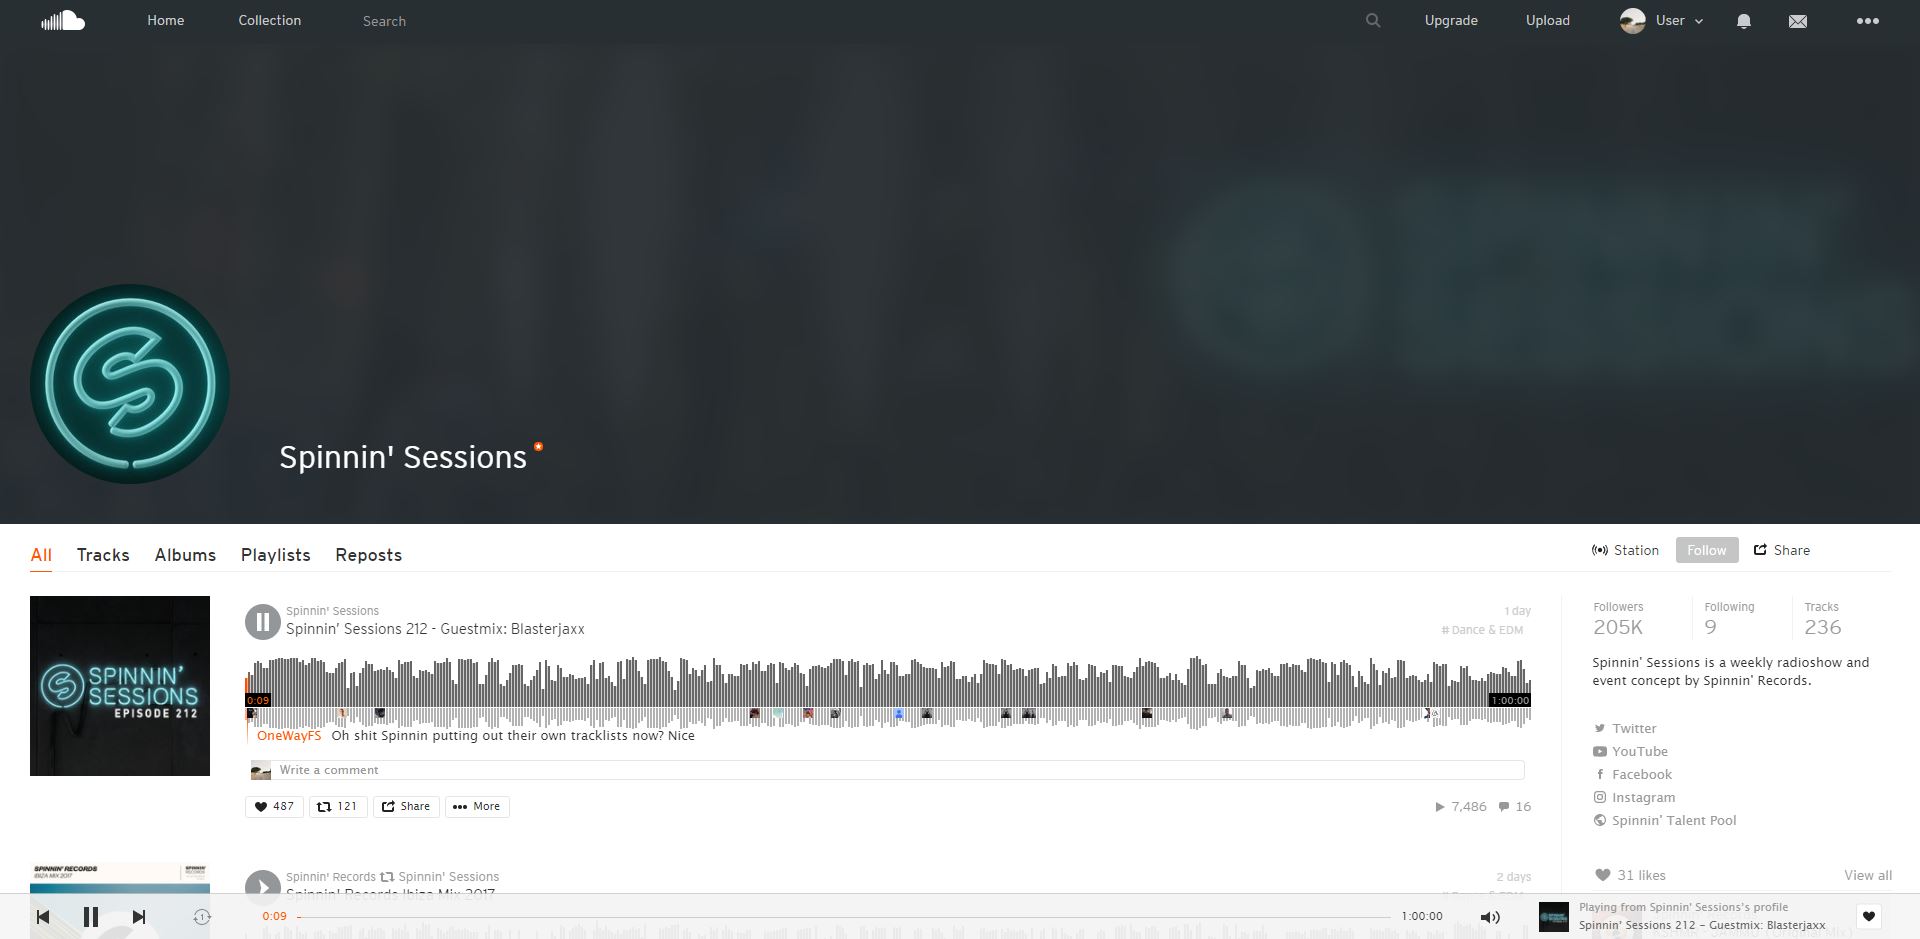 Home Collection Search Upgrade Upload User
Spinnin' Sessions
All Tracks Albums Playlists Reposts Station Follow Share
SPINNIN'
SESSIONS
EPISODE 212
Spinnin' Sessions 1 day
Spinnin' Sessions 212 - Guestmix: Blasterjaxx # Dance & EDM
0:09 1:00:00
OneWayFS Oh shit Spinnin putting out their own tracklists now? Nice
Write a comment
487 121 Share More 7,486 16
Followers Following Tracks
205K 9 236
Spinnin' Sessions is a weekly radioshow and
event concept by Spinnin' Records.
Twitter
YouTube
Facebook
Instagram
Spinnin' Talent Pool
31 likes View all
SPINNIN' RECORDS
IBIZA MIX 2017
SPINNIN'
RECORDS
Spinnin' Records Spinnin' Sessions 2 days
Spinnin' Records Ibiza Mix 2017 # Dance & EDM
1 0:09 1:00:00
Playing from Spinnin' Sessions's profile
Spinnin' Sessions 212 – Guestmix: Blasterjaxx